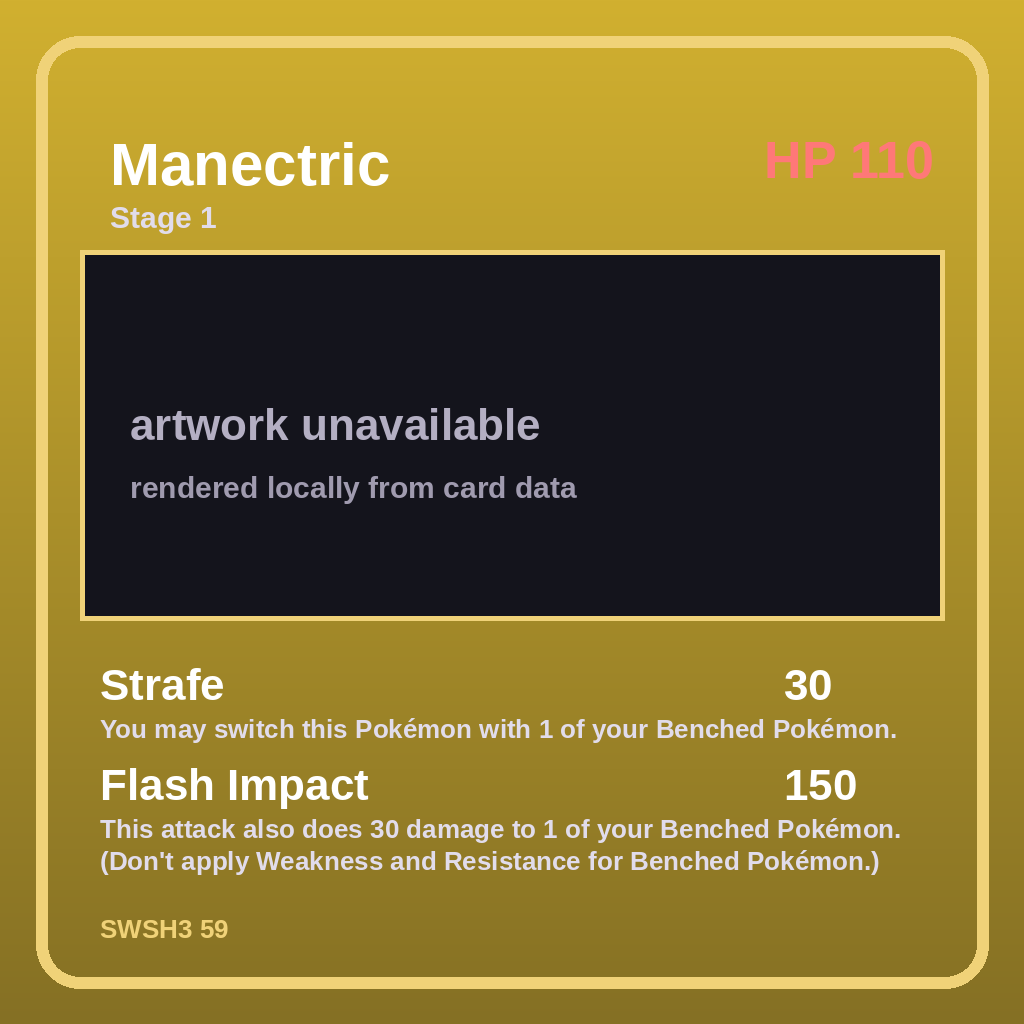 Manectric
HP 110
Stage 1
artwork unavailable
rendered locally from card data
Strafe 30
You may switch this Pokémon with 1 of your Benched Pokémon.
Flash Impact 150
This attack also does 30 damage to 1 of your Benched Pokémon.
(Don't apply Weakness and Resistance for Benched Pokémon.)
SWSH3 59